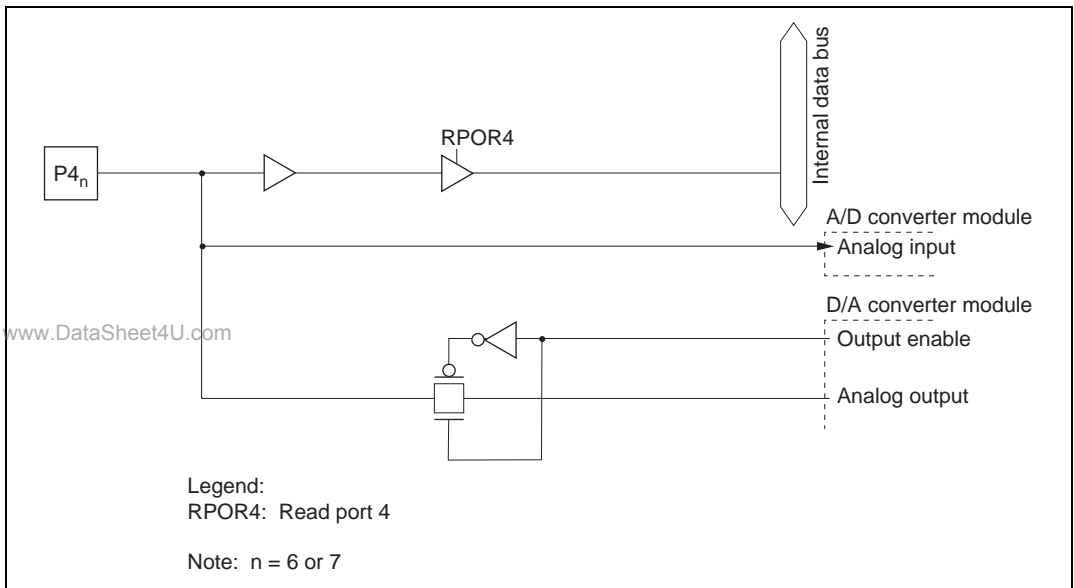 Internal data bus
RPOR4
P4n
A/D converter module
Analog input
D/A converter module
www.DataSheet4U.com
Output enable
Analog output
Legend:
RPOR4: Read port 4
Note: n = 6 or 7